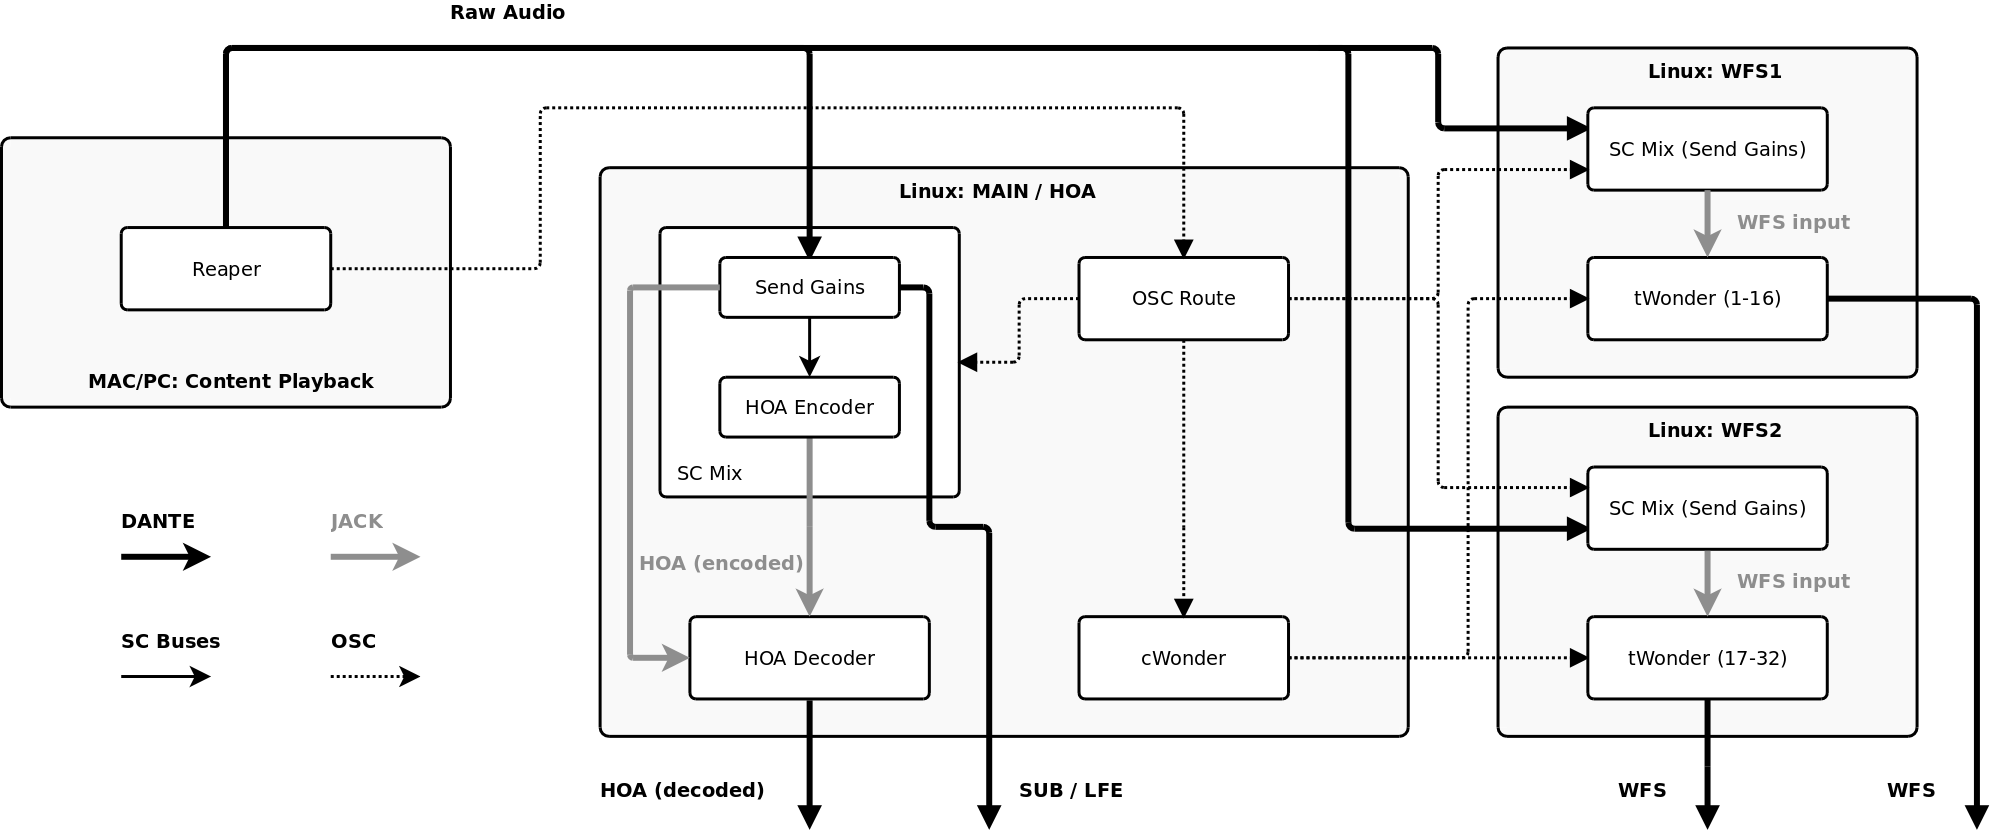 Raw Audio
Linux: WFS1
SC Mix (Send Gains)
WFS input
tWonder (1-16)
Linux: MAIN / HOA
Send Gains
HOA Encoder
SC Mix
OSC Route
Reaper
MAC/PC: Content Playback
Linux: WFS2
SC Mix (Send Gains)
WFS input
tWonder (17-32)
DANTE
JACK
SC Buses
OSC
HOA (encoded)
HOA Decoder
cWonder
HOA (decoded)
SUB / LFE
WFS
WFS